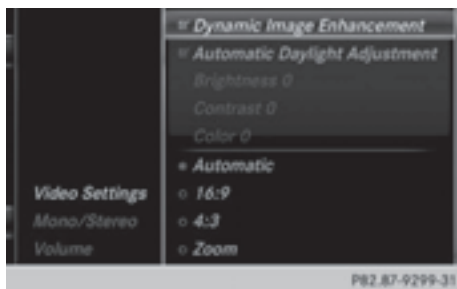 Dynamic Image Enhancement
Automatic Daylight Adjustment
Brightness 0
Contrast 0
Color 0
Automatic
Video Settings
16:9
Mono/Stereo
4:3
Volume
Zoom
P82.87-9299-31